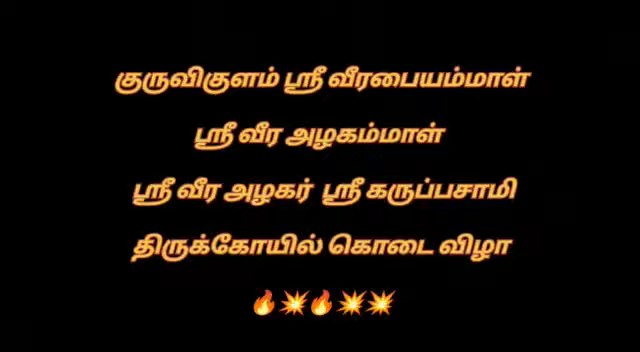 குருவிகுளம் ஸ்ரீ வீரபையம்மாள்
ஸ்ரீ வீர அழகம்மாள்
ஸ்ரீ வீர அழகர் ஸ்ரீ கருப்பசாமி
திருக்கோயில் கொடை விழா
🔥💥🔥💥💥